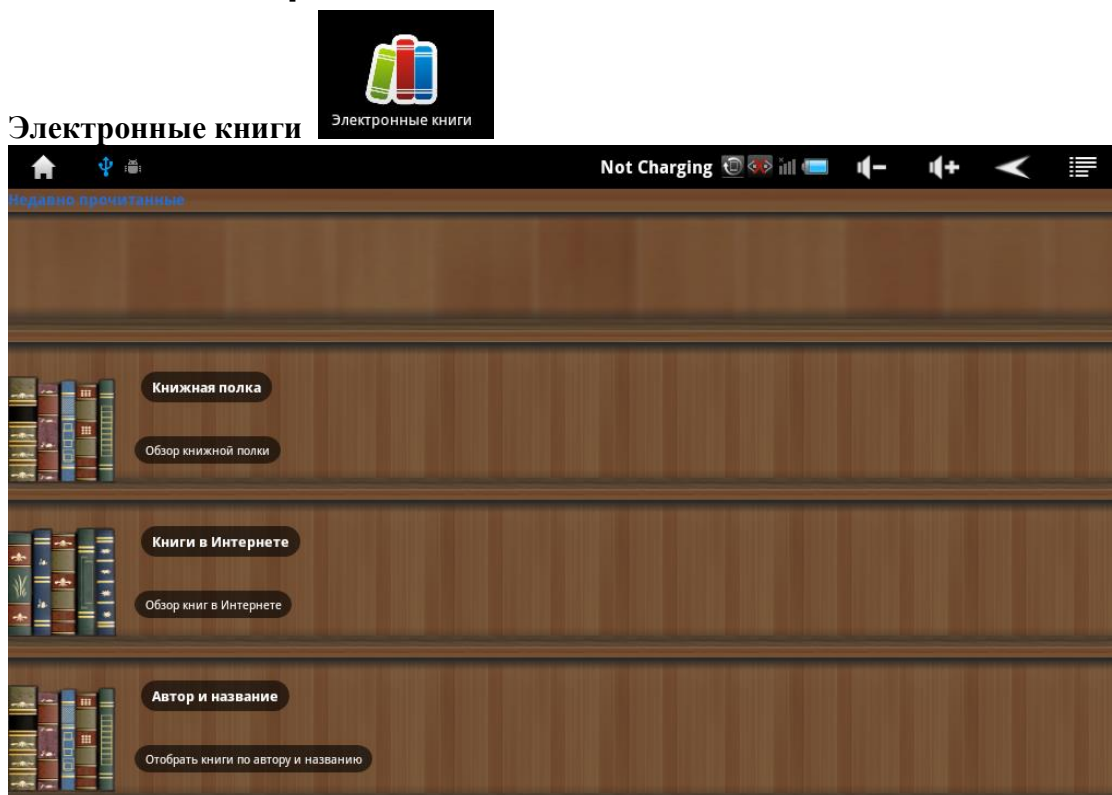 Электронные книги
Электронные книги
Not Charging
Недавно прочитанные
Книжная полка
Обзор книжной полки
Книги в Интернете
Обзор книг в Интернете
Автор и название
Отобрать книги по автору и названию